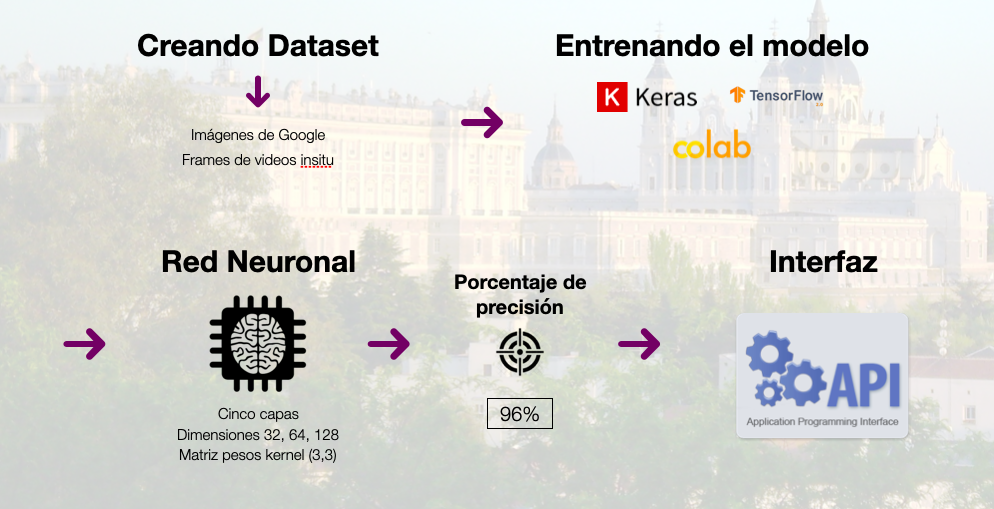 Creando Dataset
Imágenes de Google
Frames de videos insitu
Entrenando el modelo
K Keras
TensorFlow
colab
Red Neuronal
Cinco capas
Dimensiones 32, 64, 128
Matriz pesos kernel (3,3)
Porcentaje de
precisión
96%
Interfaz
API
Application Programming Interface